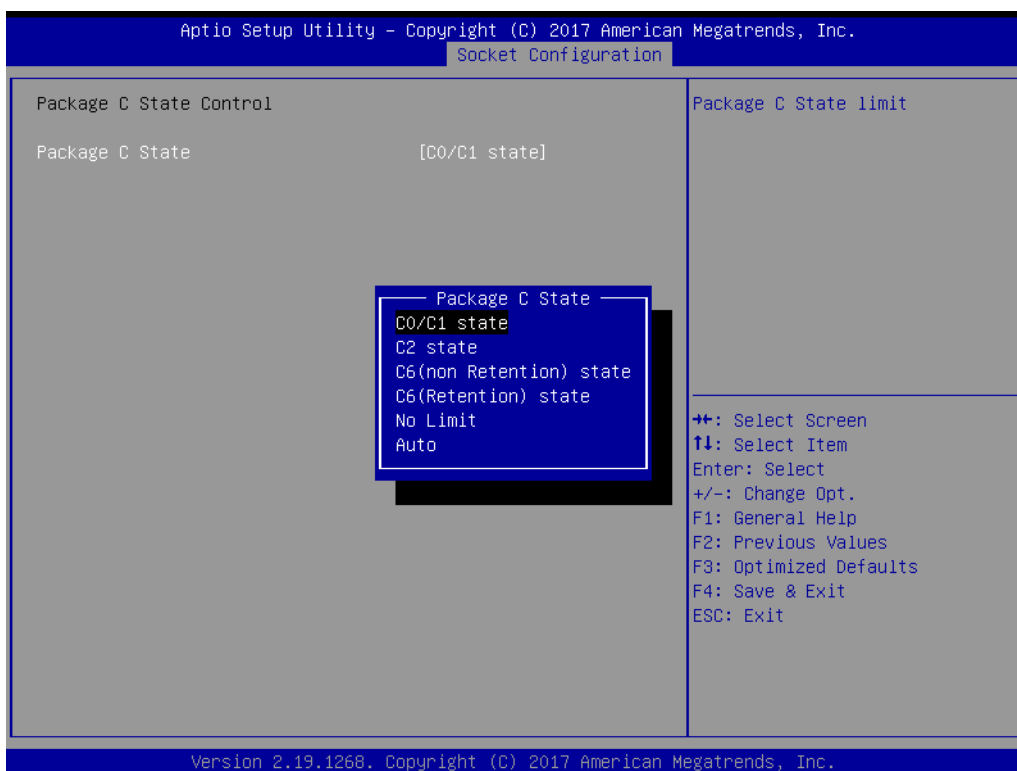 Aptio Setup Utility – Copyright (C) 2017 American Megatrends, Inc.
Socket Configuration
Package C State Control
Package C State [C0/C1 state]
Package C State limit
Package C State
C0/C1 state
C2 state
C6(non Retention) state
C6(Retention) state
No Limit
Auto
→←: Select Screen
↑↓: Select Item
Enter: Select
+/-: Change Opt.
F1: General Help
F2: Previous Values
F3: Optimized Defaults
F4: Save & Exit
ESC: Exit
Version 2.19.1268. Copyright (C) 2017 American Megatrends, Inc.